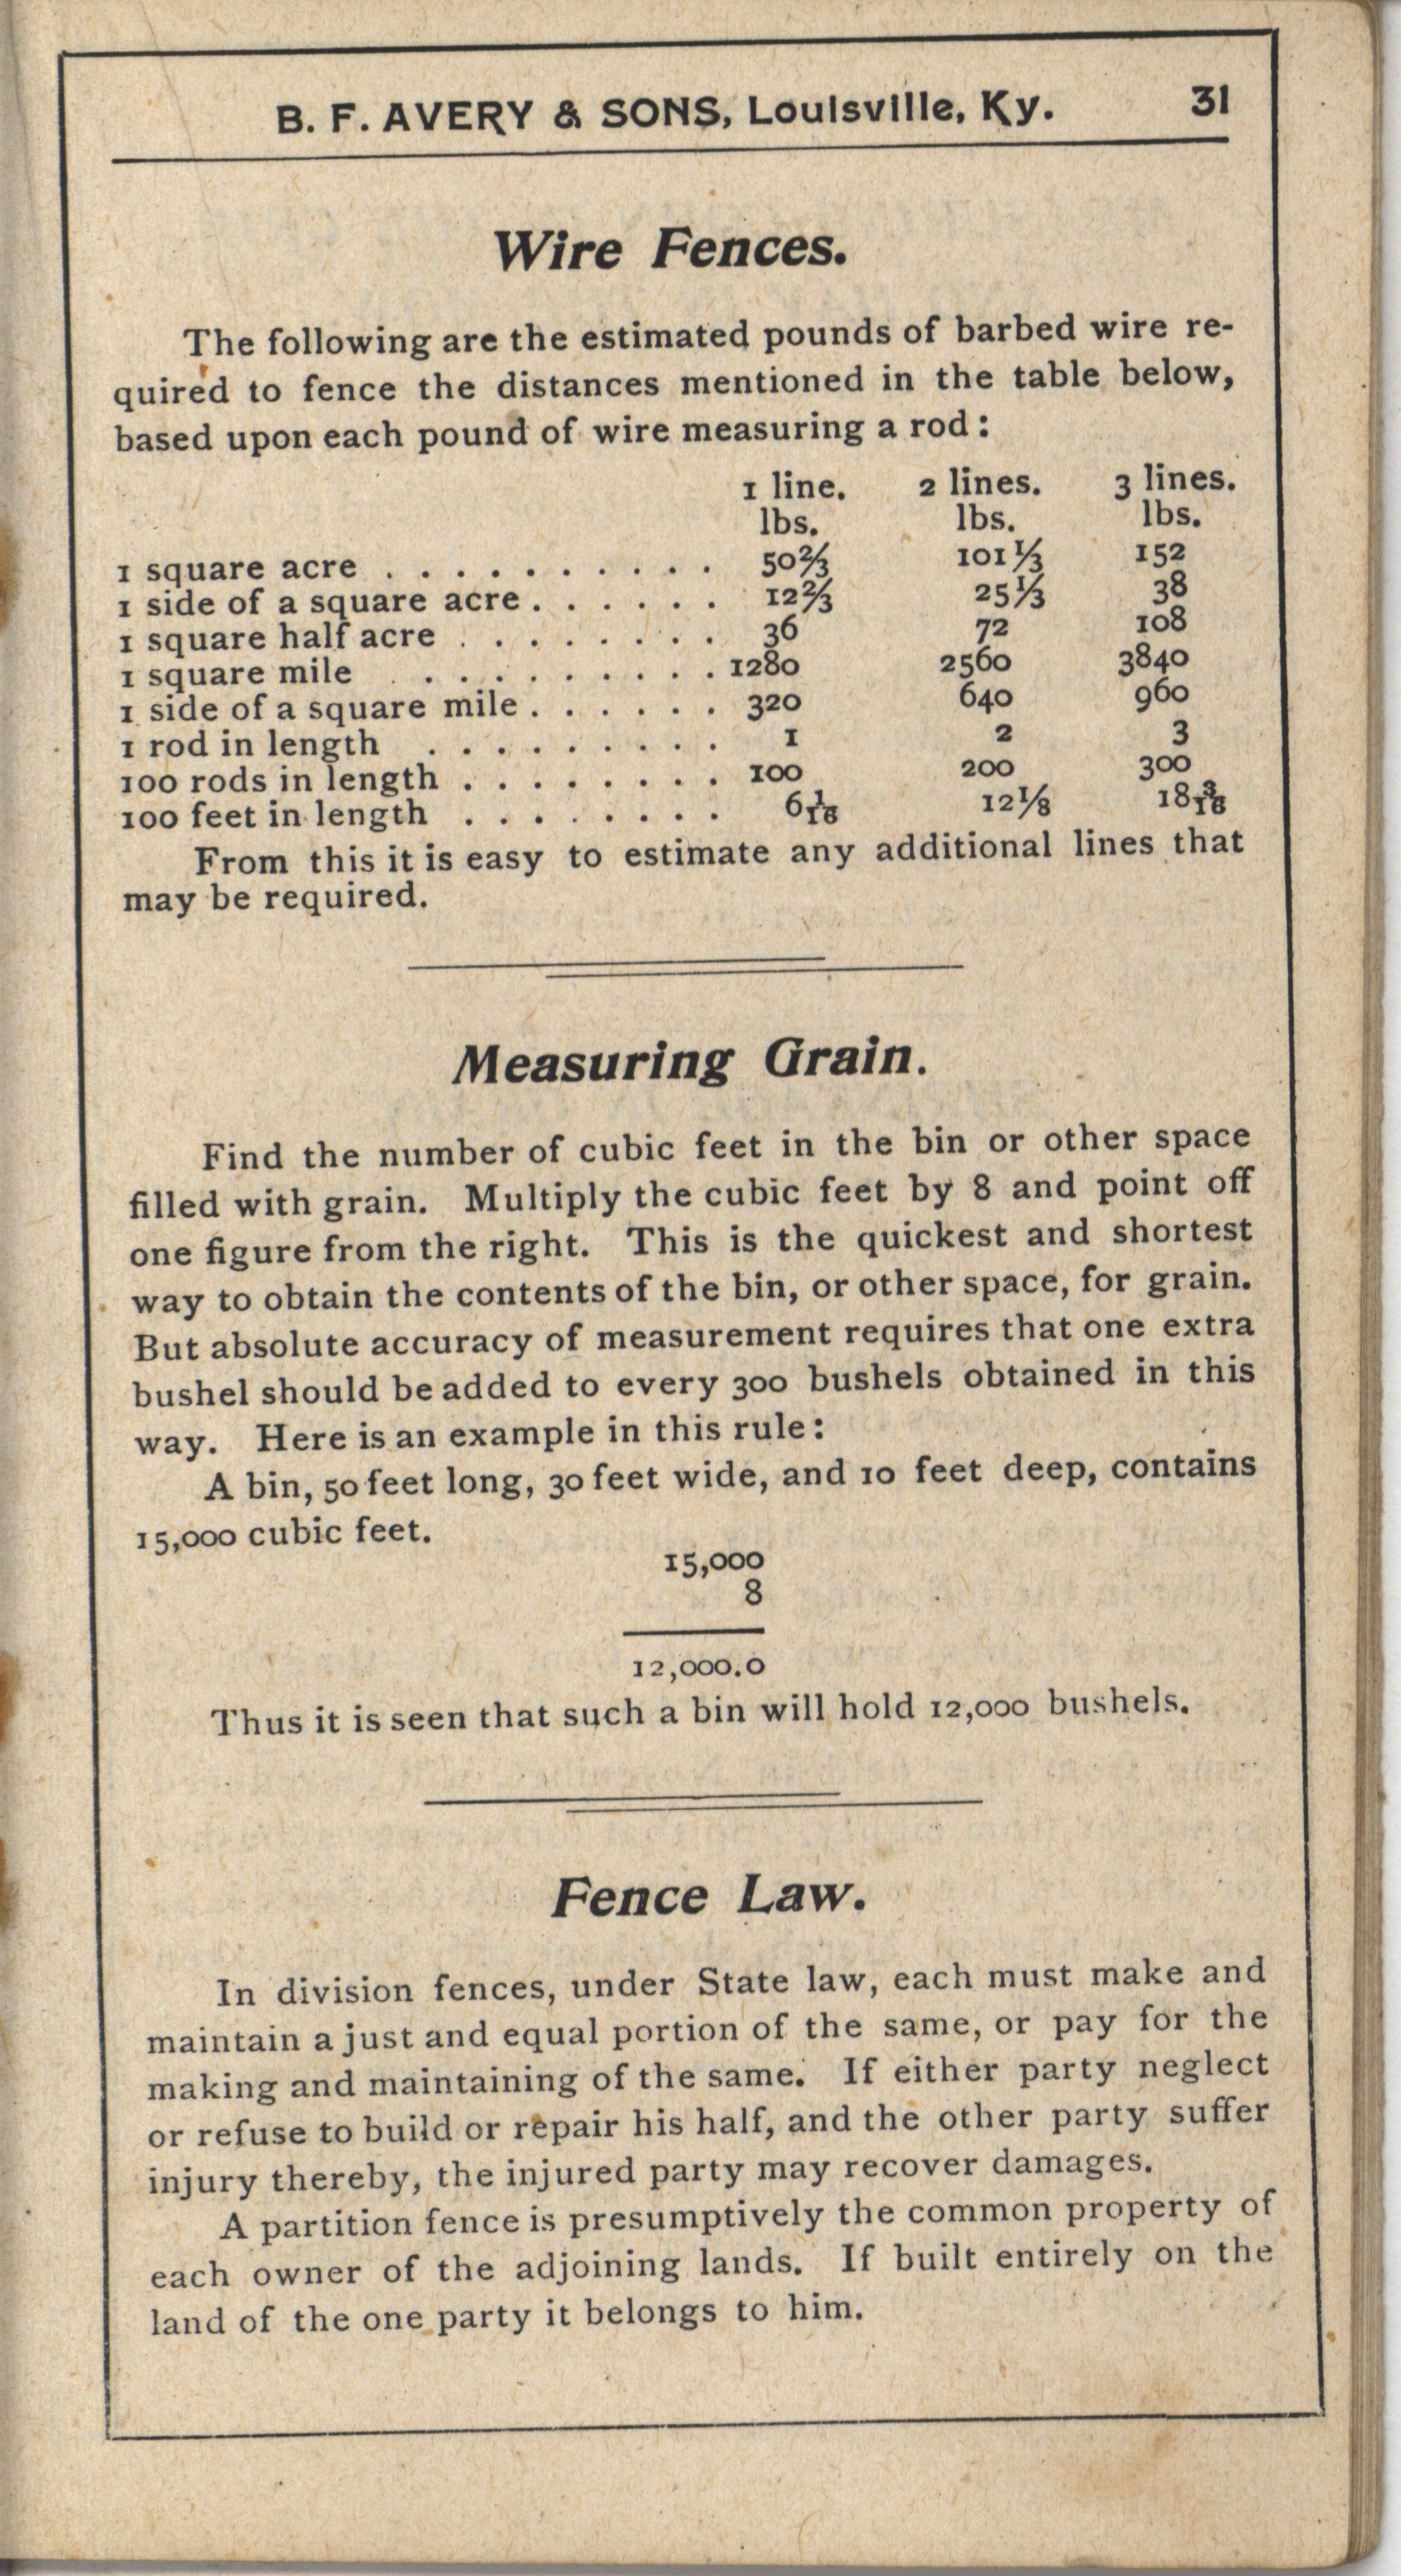 B. F. AVERY & SONS, Louisville, Ky. 31
Wire Fences.
The following are the estimated pounds of barbed wire re-
quired to fence the distances mentioned in the table below,
based upon each pound of wire measuring a rod:
1 line. 2 lines. 3 lines.
lbs. lbs. lbs.
1 square acre . . . . . . . . . . 50⅔ 101⅓ 152
1 side of a square acre . . . . . . 12⅔ 25⅓ 38
1 square half acre . . . . . . . . 36 72 108
1 square mile . . . . . . . . . . 1280 2560 3840
1 side of a square mile . . . . . . 320 640 960
1 rod in length . . . . . . . . . 1 2 3
100 rods in length . . . . . . . . 100 200 300
100 feet in length . . . . . . . . 6 1/16 12⅛ 18 3/16
From this it is easy to estimate any additional lines that
may be required.
Measuring Grain.
Find the number of cubic feet in the bin or other space
filled with grain. Multiply the cubic feet by 8 and point off
one figure from the right. This is the quickest and shortest
way to obtain the contents of the bin, or other space, for grain.
But absolute accuracy of measurement requires that one extra
bushel should be added to every 300 bushels obtained in this
way. Here is an example in this rule:
A bin, 50 feet long, 30 feet wide, and 10 feet deep, contains
15,000 cubic feet.
15,000
8
12,000.0
Thus it is seen that such a bin will hold 12,000 bushels.
Fence Law.
In division fences, under State law, each must make and
maintain a just and equal portion of the same, or pay for the
making and maintaining of the same. If either party neglect
or refuse to build or repair his half, and the other party suffer
injury thereby, the injured party may recover damages.
A partition fence is presumptively the common property of
each owner of the adjoining lands. If built entirely on the
land of the one party it belongs to him.